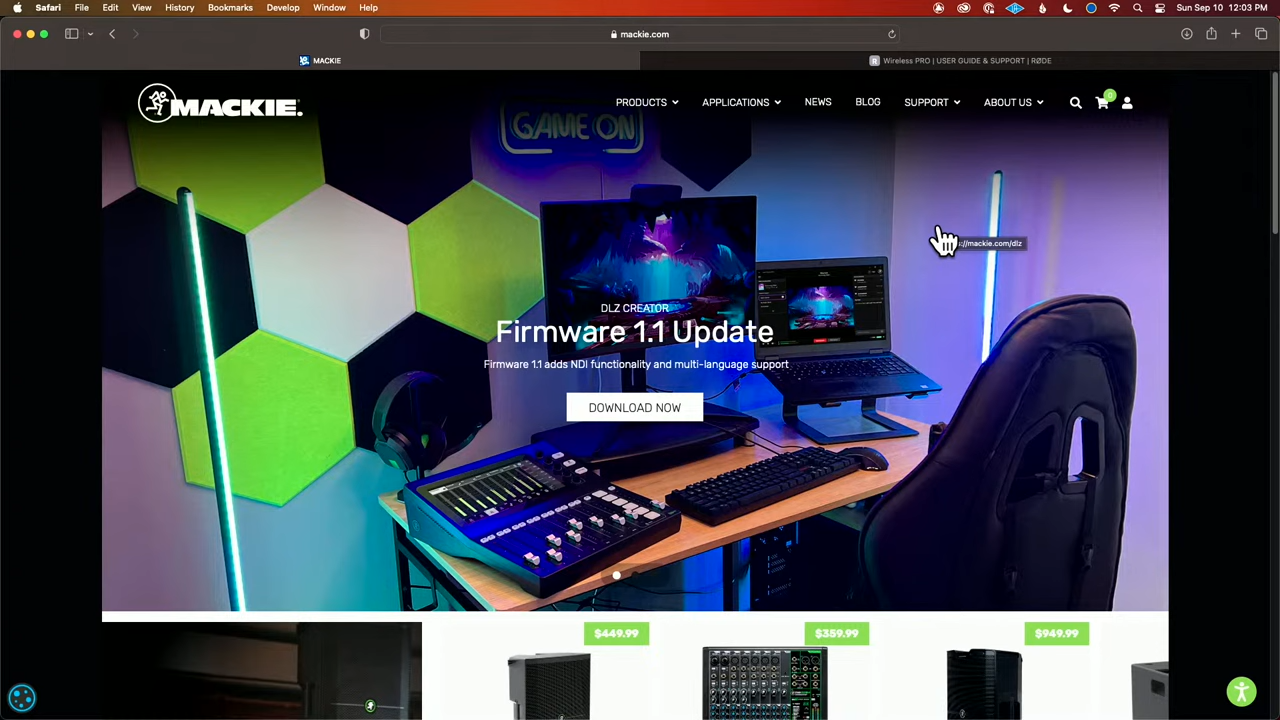 Safari File Edit View History Bookmarks Develop Window Help Sun Sep 10 12:03 PM
mackie.com
MACKIE
R Wireless PRO | USER GUIDE & SUPPORT | RØDE
MACKIE.
PRODUCTS APPLICATIONS NEWS BLOG SUPPORT ABOUT US 0
GAME ON
s://mackie.com/dlz
DLZ CREATOR
Firmware 1.1 Update
Firmware 1.1 adds NDI functionality and multi-language support
DOWNLOAD NOW
$449.99 $359.99 $949.99